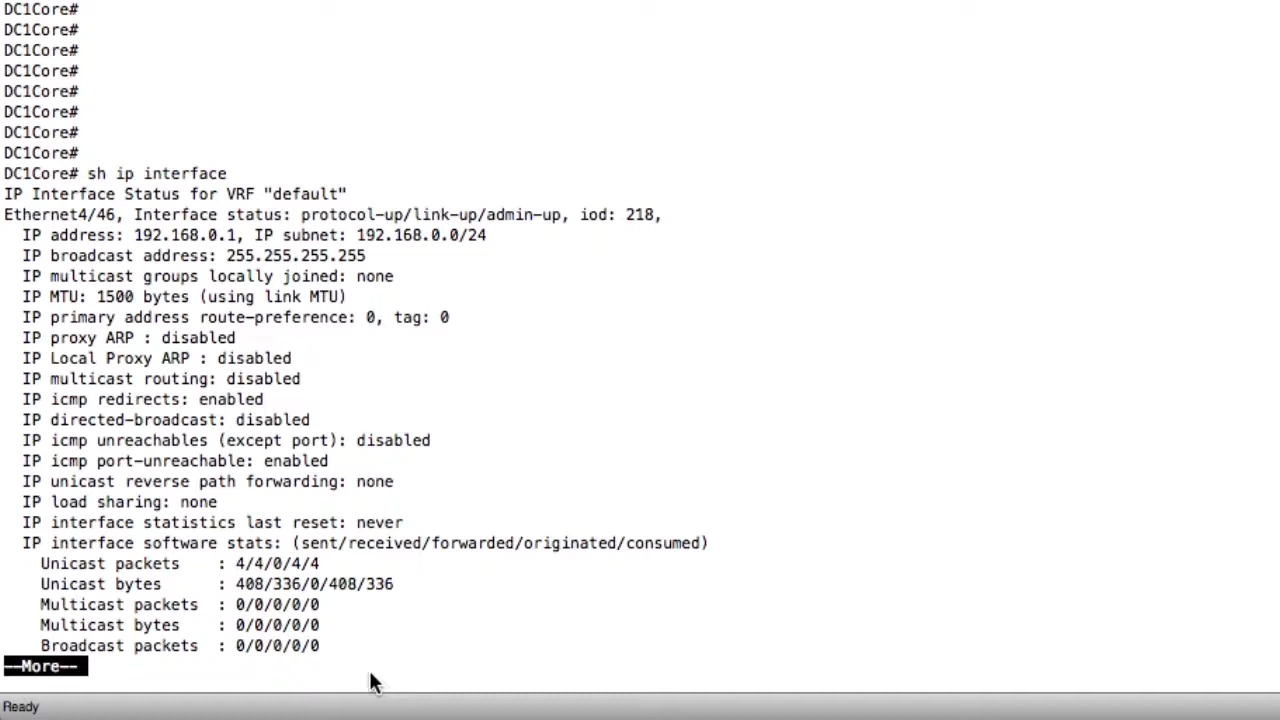 DC1Core#
DC1Core#
DC1Core#
DC1Core#
DC1Core#
DC1Core#
DC1Core#
DC1Core#
DC1Core# sh ip interface
IP Interface Status for VRF "default"
Ethernet4/46, Interface status: protocol-up/link-up/admin-up, iod: 218,
  IP address: 192.168.0.1, IP subnet: 192.168.0.0/24
  IP broadcast address: 255.255.255.255
  IP multicast groups locally joined: none
  IP MTU: 1500 bytes (using link MTU)
  IP primary address route-preference: 0, tag: 0
  IP proxy ARP : disabled
  IP Local Proxy ARP : disabled
  IP multicast routing: disabled
  IP icmp redirects: enabled
  IP directed-broadcast: disabled
  IP icmp unreachables (except port): disabled
  IP icmp port-unreachable: enabled
  IP unicast reverse path forwarding: none
  IP load sharing: none
  IP interface statistics last reset: never
  IP interface software stats: (sent/received/forwarded/originated/consumed)
    Unicast packets    : 4/4/0/4/4
    Unicast bytes      : 408/336/0/408/336
    Multicast packets  : 0/0/0/0/0
    Multicast bytes    : 0/0/0/0/0
    Broadcast packets  : 0/0/0/0/0
--More--
Ready